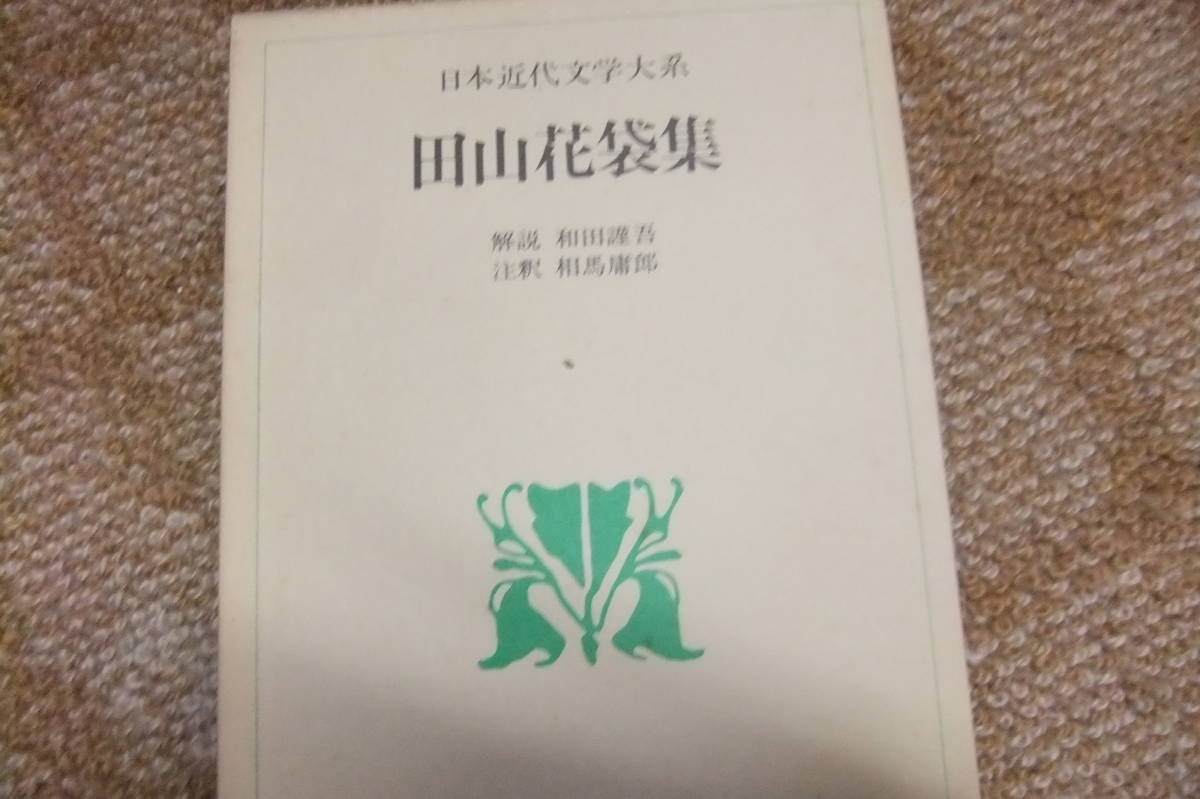 日本近代文学大系
田山花袋集
解説 和田謹吾
注釈 相馬庸郎